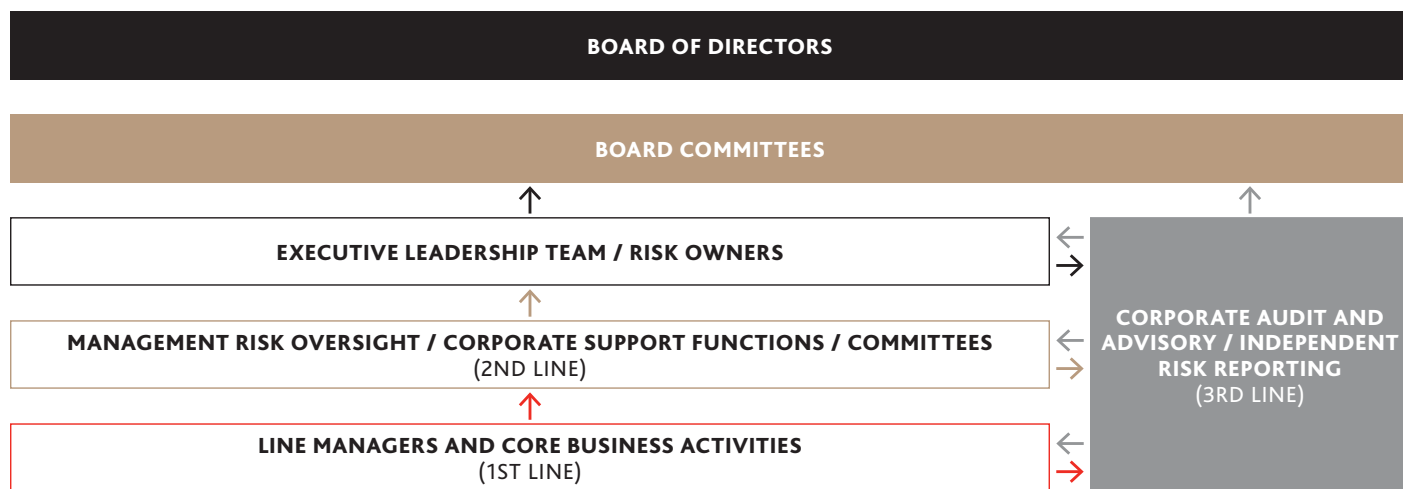 BOARD OF DIRECTORS
BOARD COMMITTEES
EXECUTIVE LEADERSHIP TEAM / RISK OWNERS
MANAGEMENT RISK OVERSIGHT / CORPORATE SUPPORT FUNCTIONS / COMMITTEES
(2ND LINE)
LINE MANAGERS AND CORE BUSINESS ACTIVITIES
(1ST LINE)
CORPORATE AUDIT AND
ADVISORY / INDEPENDENT
RISK REPORTING
(3RD LINE)